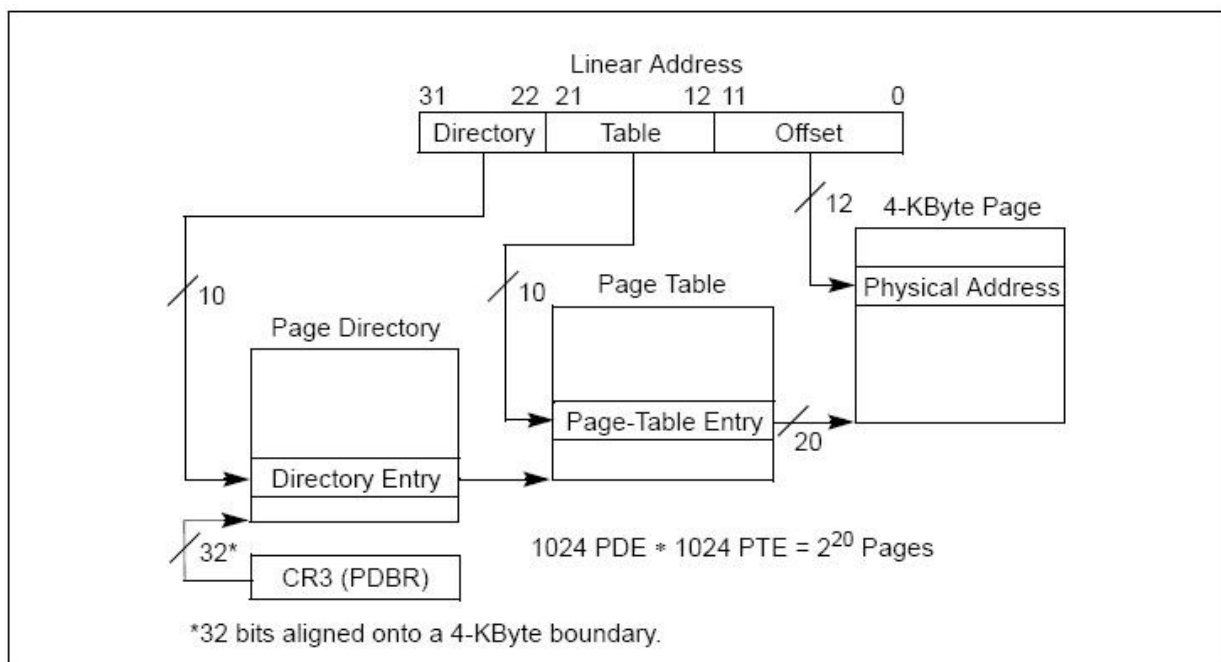 Linear Address
31 22 21 12 11 0
Directory Table Offset
12
4-KByte Page
10
10
Page Table
Physical Address
Page Directory
Page-Table Entry
20
Directory Entry
32*
1024 PDE * 1024 PTE = 2²⁰ Pages
CR3 (PDBR)
*32 bits aligned onto a 4-KByte boundary.